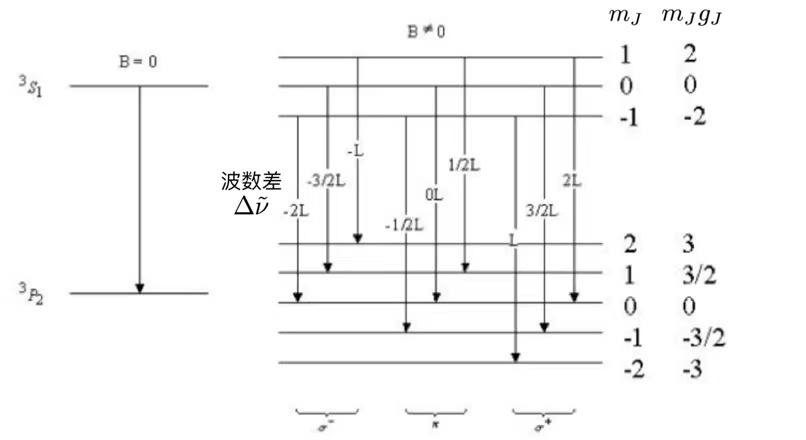 m_J m_J g_J
B ≠ 0
B = 0
1 2
³S₁
0 0
-1 -2
-L
1/2L
波数差
-3/2L
2L
0L
Δν̃
-2L
3/2L
-1/2L
L
2 3
1 3/2
³P₂
0 0
-1 -3/2
-2 -3
σ⁻ π σ⁺